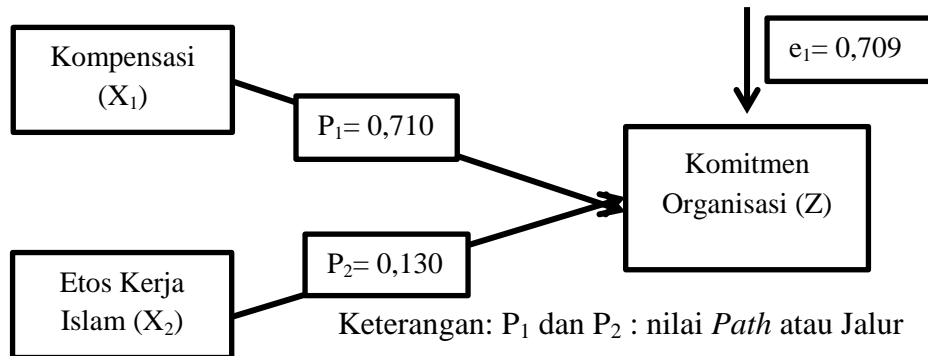 Kompensasi
(X₁)
e₁= 0,709
P₁= 0,710
Komitmen
Organisasi (Z)
P₂= 0,130
Etos Kerja
Islam (X₂)
Keterangan: P₁ dan P₂ : nilai Path atau Jalur